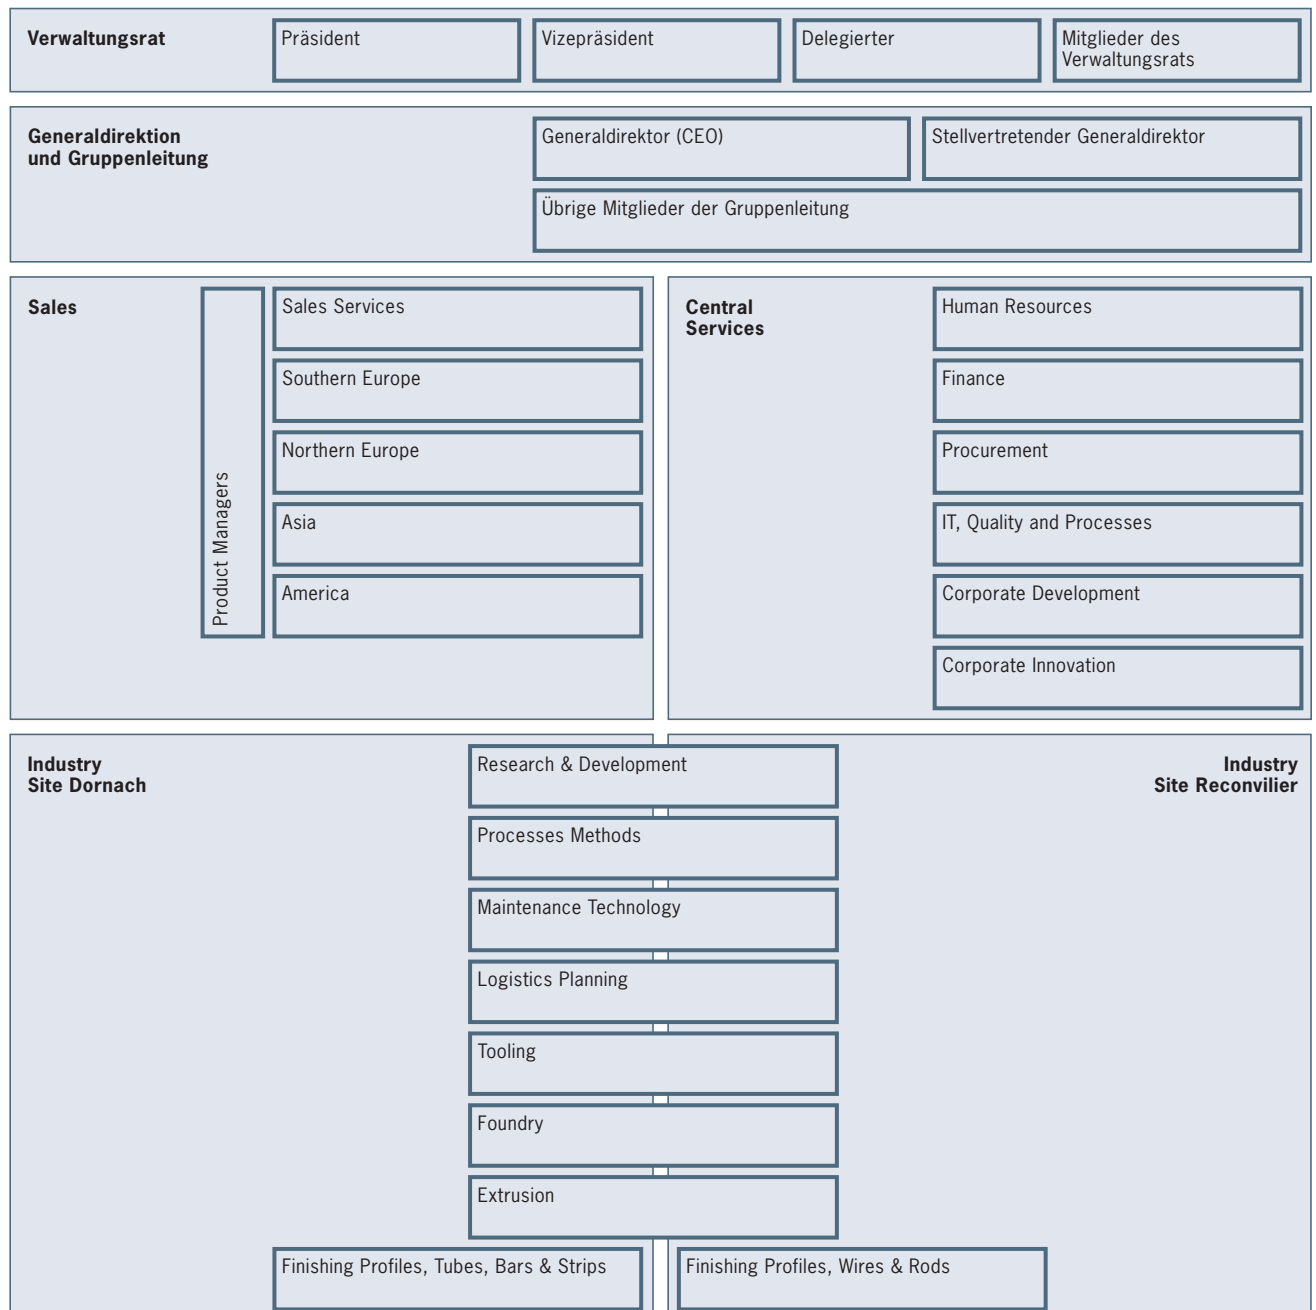 Verwaltungsrat
Präsident
Vizepräsident
Delegierter
Mitglieder des
Verwaltungsrats
Generaldirektion
und Gruppenleitung
Generaldirektor (CEO)
Stellvertretender Generaldirektor
Übrige Mitglieder der Gruppenleitung
Sales
Product Managers
Sales Services
Southern Europe
Northern Europe
Asia
America
Central
Services
Human Resources
Finance
Procurement
IT, Quality and Processes
Corporate Development
Corporate Innovation
Industry
Site Dornach
Industry
Site Reconvilier
Research & Development
Processes Methods
Maintenance Technology
Logistics Planning
Tooling
Foundry
Extrusion
Finishing Profiles, Tubes, Bars & Strips
Finishing Profiles, Wires & Rods